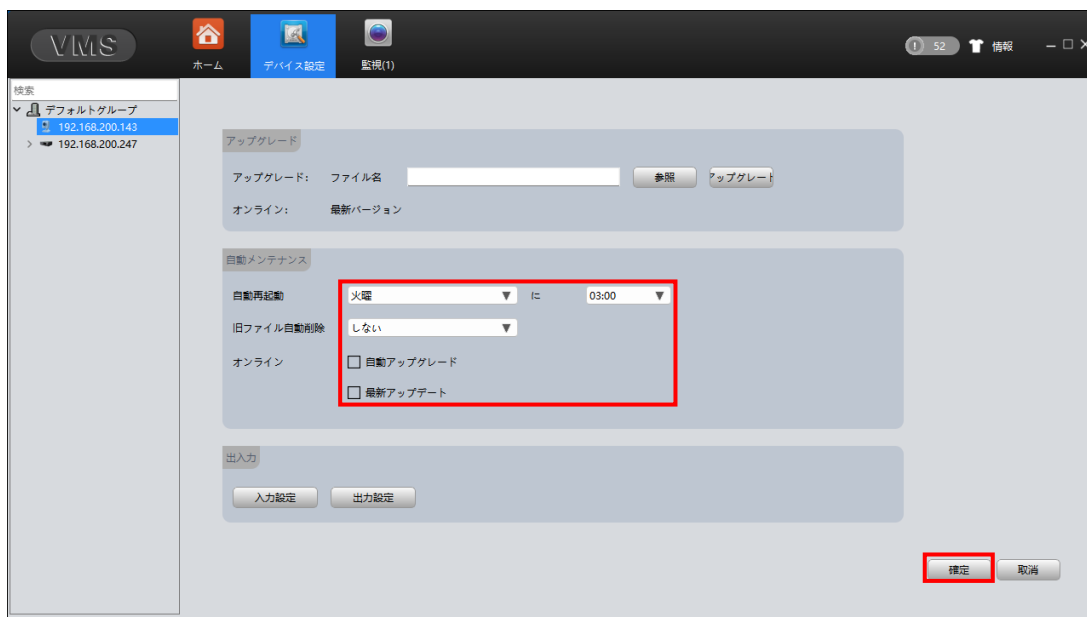 VMS
ホーム
デバイス設定
監視(1)
52
情報
検索
デフォルトグループ
192.168.200.143
192.168.200.247
アップグレード
アップグレード: ファイル名 参照 アップグレード
オンライン: 最新バージョン
自動メンテナンス
自動再起動 火曜 に 03:00
旧ファイル自動削除 しない
オンライン 自動アップグレード
最新アップデート
出入力
入力設定 出力設定
確定 取消